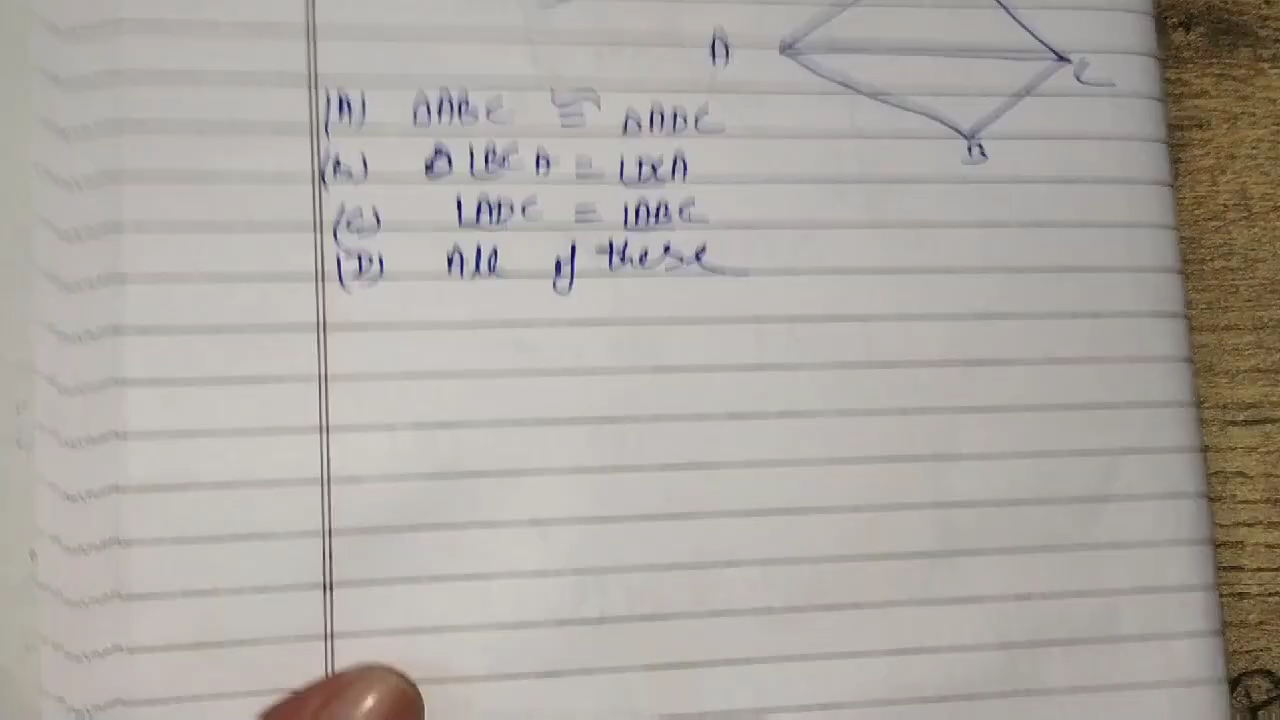 A
C
B
(A) ΔABC ≅ ΔADC
(B) ∠BCA = ∠DCA
(C) ∠ADC = ∠ABC
(D) All of these